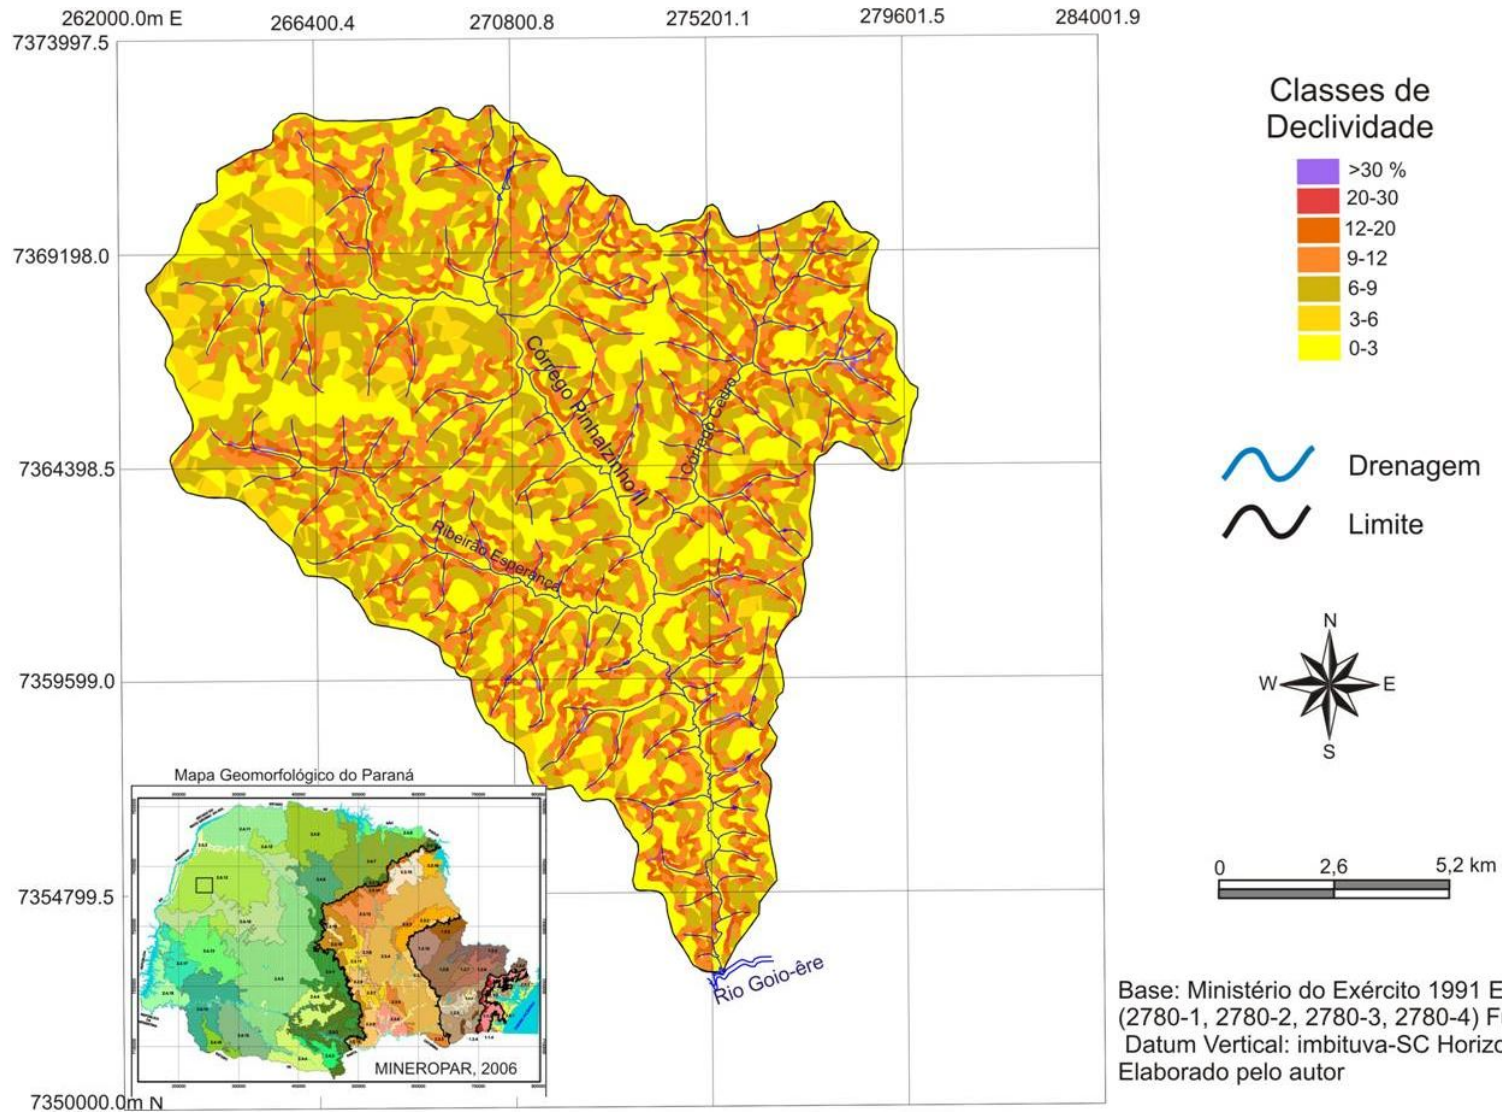 262000.0m E
266400.4
270800.8
275201.1
279601.5
284001.9
7373997.5
7369198.0
7364398.5
7359599.0
7354799.5
7350000.0m N
Córrego Pinhalzinho II
Córrego Cedro
Ribeirão Esperança
Rio Goio-êre
Mapa Geomorfológico do Paraná
MINEROPAR, 2006
Classes de
Declividade
>30 %
20-30
12-20
9-12
6-9
3-6
0-3
Drenagem
Limite
N
W
E
S
0 2,6 5,2 km
Base: Ministério do Exército 1991 E
(2780-1, 2780-2, 2780-3, 2780-4) F
Datum Vertical: imbituva-SC Horizo
Elaborado pelo autor